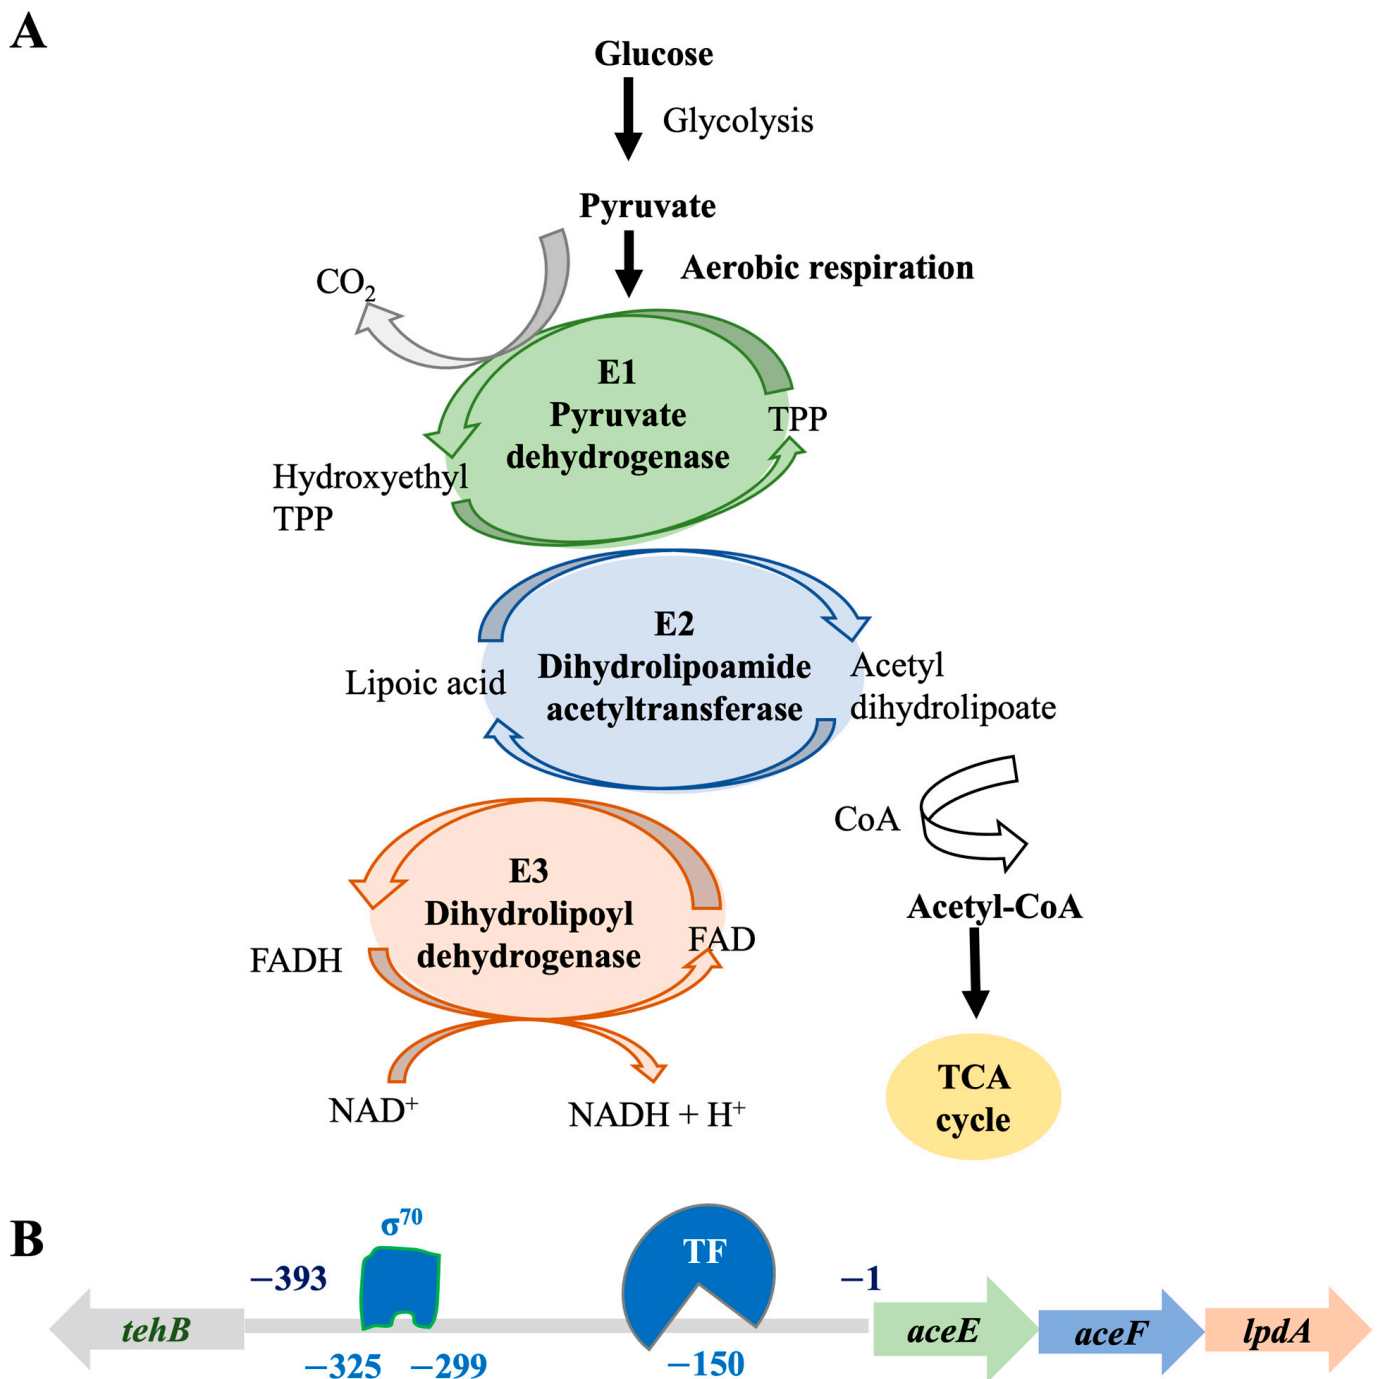 A
Glucose
Glycolysis
Pyruvate
Aerobic respiration
CO₂
E1
Pyruvate
dehydrogenase
TPP
Hydroxyethyl
TPP
E2
Dihydrolipoamide
acetyltransferase
Lipoic acid
Acetyl
dihydrolipoate
CoA
Acetyl-CoA
E3
Dihydrolipoyl
dehydrogenase
FADH
FAD
NAD⁺
NADH + H⁺
TCA
cycle
B
σ⁷⁰
TF
−393
−1
tehB
aceE
aceF
lpdA
−325
−299
−150